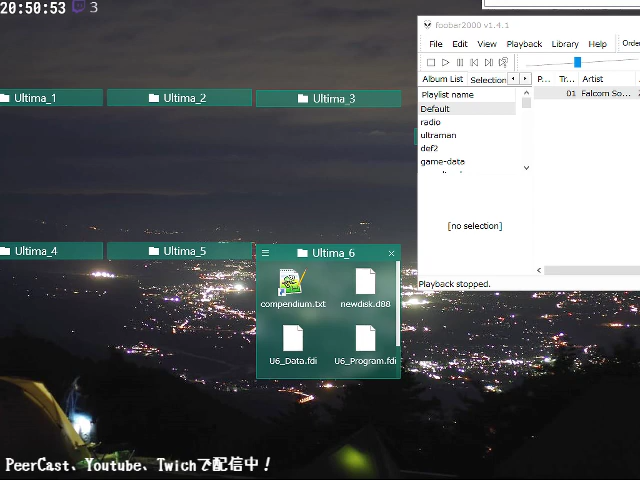 20:50:53 3
foobar2000 v1.4.1
File Edit View Playback Library Help Orde
Album List Selection P... Tr... Artist
Playlist name
01 Falcom So...
Default
radio
ultraman
def2
game-data
[no selection]
Playback stopped.
Ultima_1 Ultima_2 Ultima_3
Ultima_4 Ultima_5 Ultima_6
compendium.txt newdisk.d88
U6_Data.fdi U6_Program.fdi
PeerCast、Youtube、Twichで配信中！